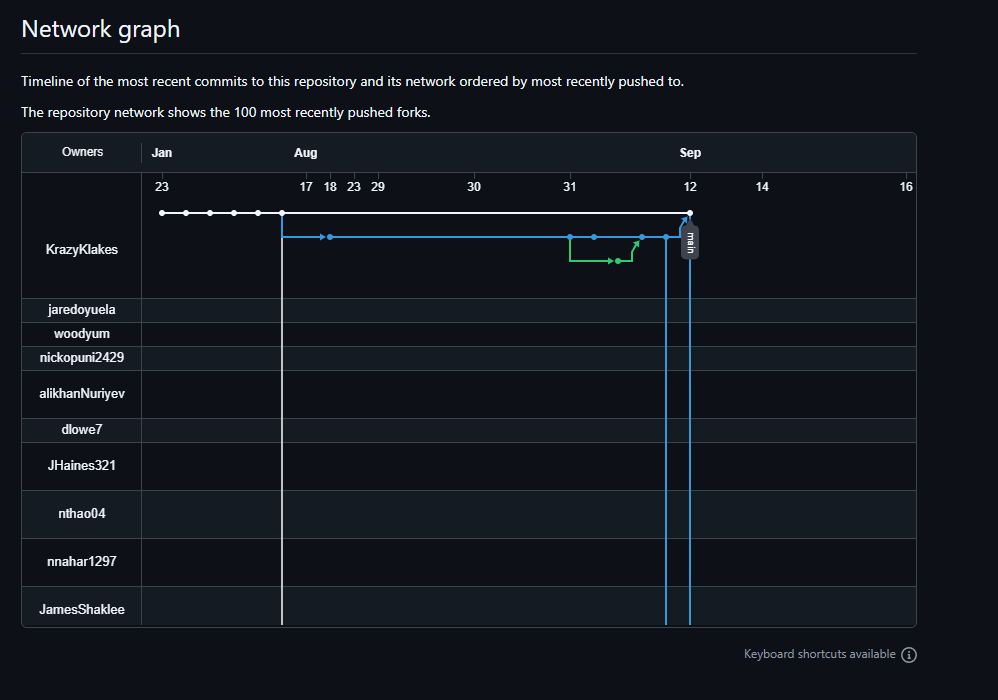 Network graph
Timeline of the most recent commits to this repository and its network ordered by most recently pushed to.
The repository network shows the 100 most recently pushed forks.
Owners Jan Aug Sep
23 17 18 23 29 30 31 12 14 16
main
KrazyKlakes
jaredoyuela
woodyum
nickopuni2429
alikhanNuriyev
dlowe7
JHaines321
nthao04
nnahar1297
JamesShaklee
Keyboard shortcuts available